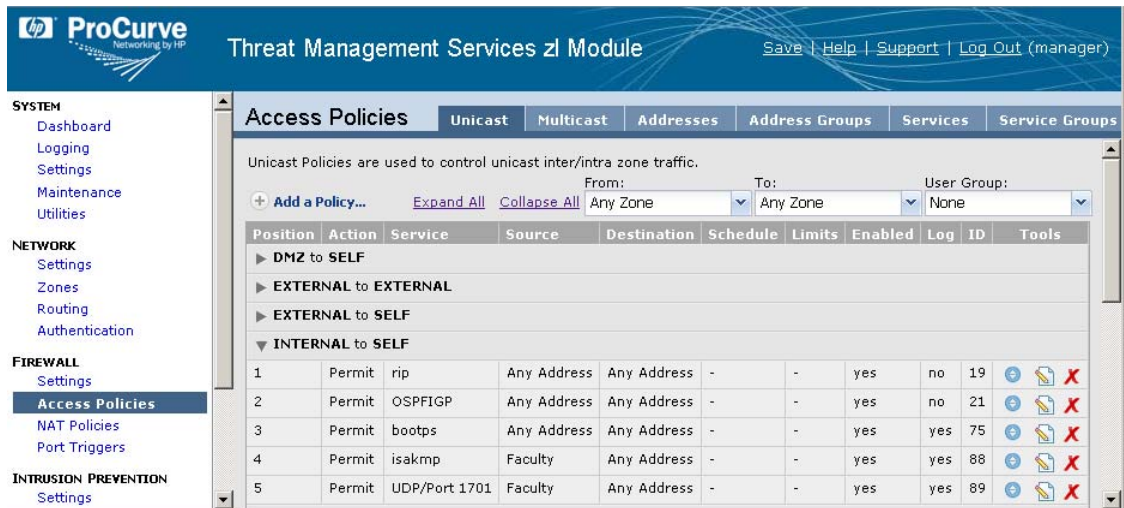 hp ProCurve
Networking by HP
Threat Management Services zl Module
Save | Help | Support | Log Out (manager)
SYSTEM
Dashboard
Logging
Settings
Maintenance
Utilities
NETWORK
Settings
Zones
Routing
Authentication
FIREWALL
Settings
Access Policies
NAT Policies
Port Triggers
INTRUSION PREVENTION
Settings
Access Policies Unicast Multicast Addresses Address Groups Services Service Groups
Unicast Policies are used to control unicast inter/intra zone traffic.
From: To: User Group:
Add a Policy... Expand All Collapse All Any Zone Any Zone None
Position Action Service Source Destination Schedule Limits Enabled Log ID Tools
DMZ to SELF
EXTERNAL to EXTERNAL
EXTERNAL to SELF
INTERNAL to SELF
1 Permit rip Any Address Any Address - - yes no 19
2 Permit OSPFIGP Any Address Any Address - - yes no 21
3 Permit bootps Any Address Any Address - - yes yes 75
4 Permit isakmp Faculty Any Address - - yes yes 88
5 Permit UDP/Port 1701 Faculty Any Address - - yes yes 89